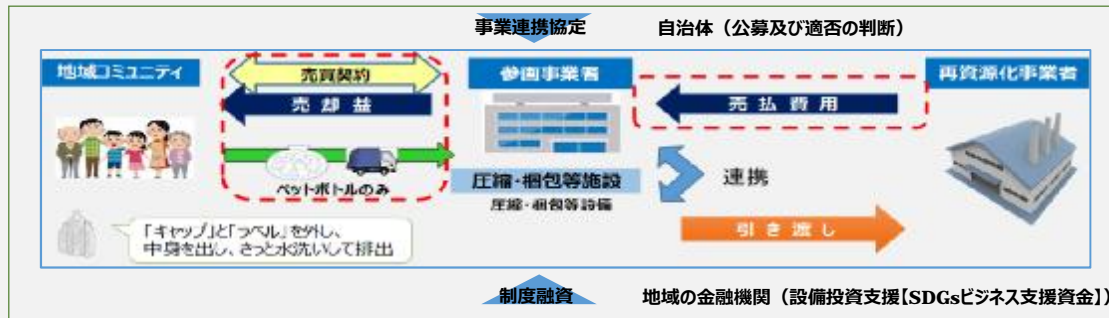 事業連携協定 自治体（公募及び適否の判断）
地域コミュニティ
売買契約
売却益
参画事業者
売払費用
再資源化事業者
ペットボトルのみ
圧縮・梱包等施設
圧縮・梱包等設備
連携
引き渡し
「キャップ」と「ラベル」を外し、
中身を出し、さっと水洗いして排出
制度融資 地域の金融機関（設備投資支援【SDGsビジネス支援資金】）